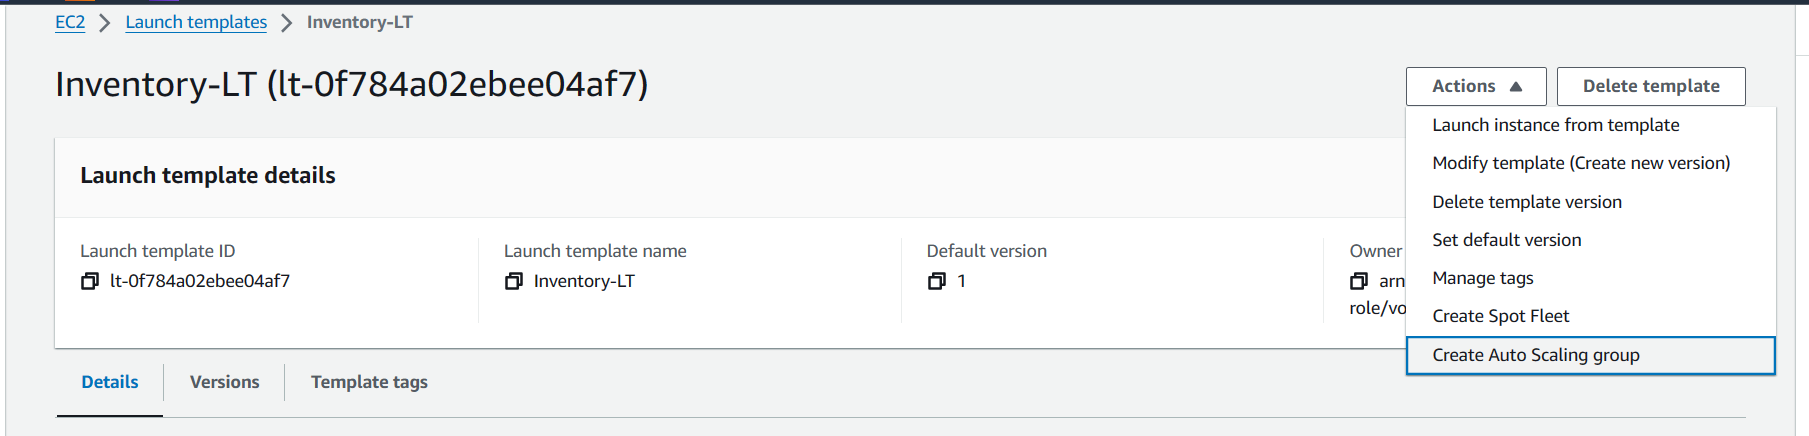 EC2 > Launch templates > Inventory-LT
Inventory-LT (lt-0f784a02ebee04af7)
Actions
Delete template
Launch instance from template
Modify template (Create new version)
Delete template version
Set default version
Manage tags
Create Spot Fleet
Create Auto Scaling group
Launch template details
Launch template ID
lt-0f784a02ebee04af7
Launch template name
Inventory-LT
Default version
1
Owner
arn
role/vo
Details
Versions
Template tags